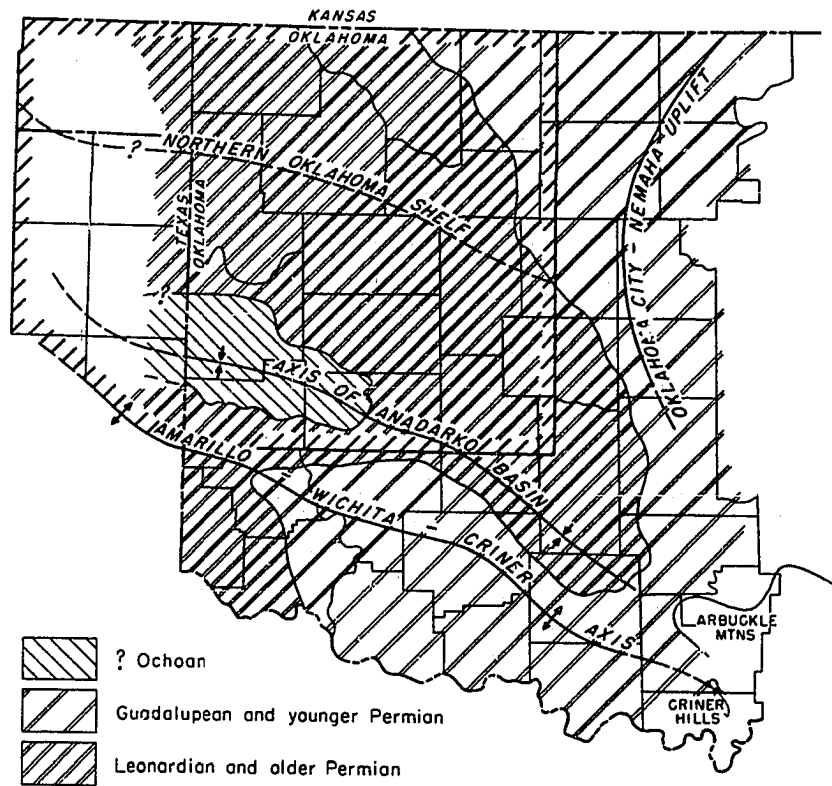 KANSAS
OKLAHOMA
NORTHERN OKLAHOMA SHELF
?
TEXAS
OKLAHOMA
OKLAHOMA CITY - NEMAHA UPLIFT
?
AXIS OF ANADARKO BASIN
AMARILLO - WICHITA - CRINER AXIS
ARBUCKLE
MTNS
CRINER
HILLS
? Ochoan
Guadalupean and younger Permian
Leonardian and older Permian